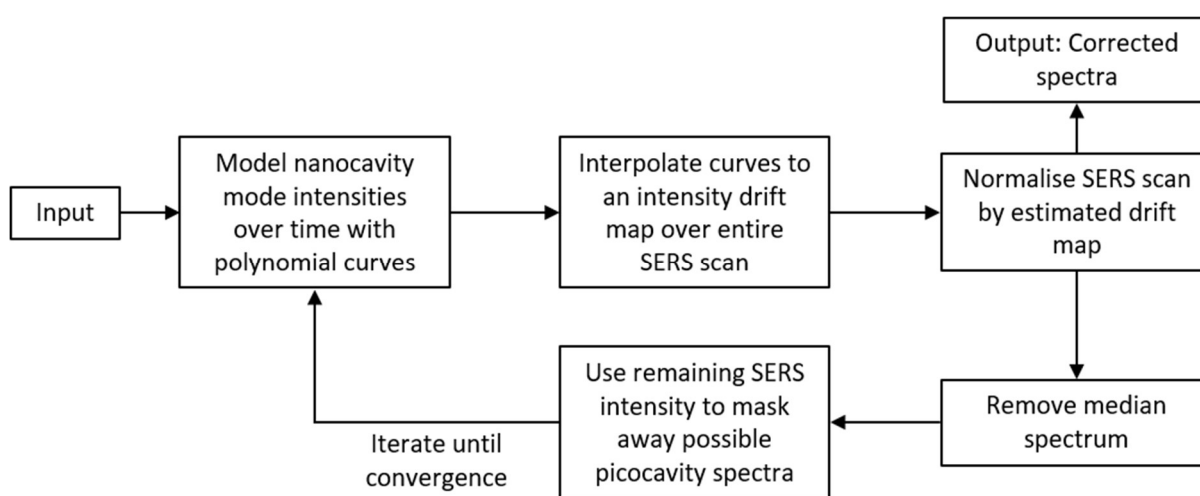 Input
Model nanocavity
mode intensities
over time with
polynomial curves
Interpolate curves to
an intensity drift
map over entire
SERS scan
Output: Corrected
spectra
Normalise SERS scan
by estimated drift
map
Remove median
spectrum
Use remaining SERS
intensity to mask
away possible
picocavity spectra
Iterate until
convergence